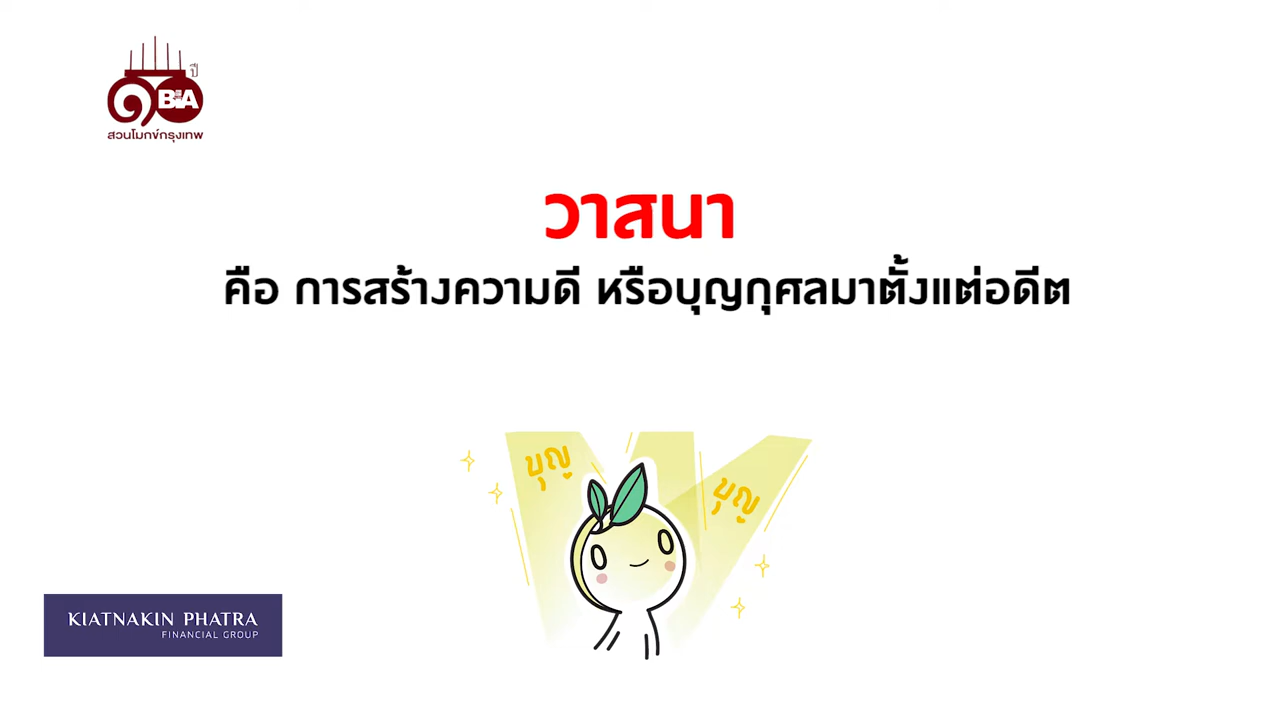 ๑๐ ปี
BIA
สวนโมกข์กรุงเทพ
วาสนา
คือ การสร้างความดี หรือบุญกุศลมาตั้งแต่อดีต
บุญ
บุญ
KIATNAKIN PHATRA
FINANCIAL GROUP